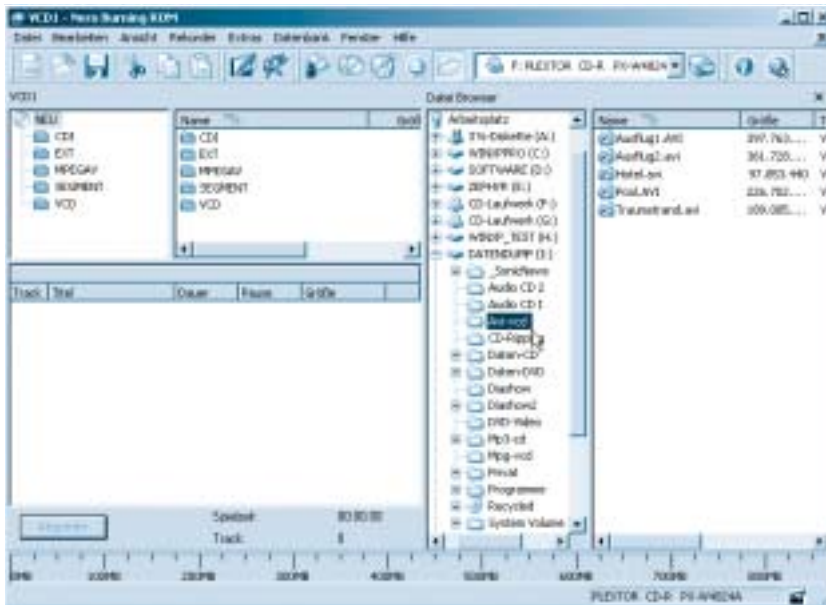 VCD1 - Nero Burning ROM
Datei Bearbeiten Ansicht Rekorder Extras Datenbank Fenster Hilfe
F: PLEXTOR CD-R PX-W4824
VCD1
NEU
CDI
EXT
MPEGAV
SEGMENT
VCD
Name
CDI
EXT
MPEGAV
SEGMENT
VCD
Track Titel Dauer Pause Größe
Spielzeit: 00:00:00
Track: 0
Datei Browser
Arbeitsplatz
3½-Diskette (A:)
WINXPPRO (C:)
SOFTWARE (D:)
ZEPHYR (E:)
CD-Laufwerk (F:)
CD-Laufwerk (G:)
WINXP_TEST (H:)
DATENDUMP (I:)
Audio CD 2
Audio CD 1
Avi-vcd
Daten-CD
Daten-DVD
Diashow
Diashow2
DVD-Video
Mp3-cd
Mpg-vcd
Privat
Programme
Recycled
System Volume
Name Größe
Ausflug1.AVI
Ausflug2.avi
Hotel.avi
Pool.AVI
Traumstrand.avi
0MB 100MB 200MB 300MB 400MB 500MB 600MB 700MB 800MB
PLEXTOR CD-R PX-W4824A